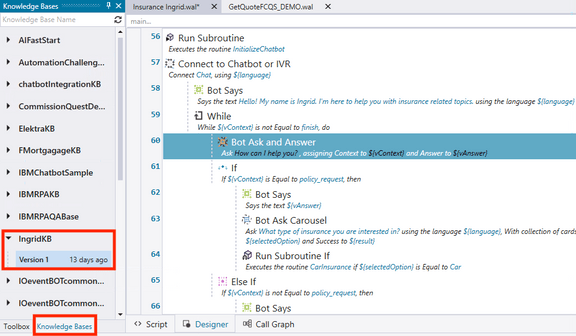 Knowledge Bases
Insurance Ingrid.wal*
GetQuoteFCQS_DEMO.wal
Knowledge Base Name
main...
AIFastStart
AutomationChalleng...
chatbotIntegrationKB
CommissionQuestDe...
ElektraKB
FMortgagageKB
IBMChatbotSample
IBMRPAKB
IBMRPAQABase
IngridKB
Version 1 13 days ago
IOeventBOTcommon...
IOeventBOTcommon...
Toolbox Knowledge Bases
56 Run Subroutine
Executes the routine InitializeChatbot
57 Connect to Chatbot or IVR
Connect Chat, using ${language}
58 Bot Says
Says the text Hello! My name is Ingrid. I'm here to help you with insurance related topics. using the language ${language}
59 While
While ${vContext} is not Equal to finish, do
60 Bot Ask and Answer
Ask How can I help you? , assigning Context to ${vContext} and Answer to ${vAnswer}
61 If
If ${vContext} is Equal to policy_request, then
62 Bot Says
Says the text ${vAnswer}
63 Bot Ask Carousel
Ask What type of insurance you are interested in? using the language ${language}, With collection of cards
${selectedOption} and Success to ${result}
64 Run Subroutine If
Executes the routine CarInsurance if ${selectedOption} is Equal to Car
65 Else If
If ${vContext} is not Equal to policy_request, then
66 Bot Says
Script Designer Call Graph